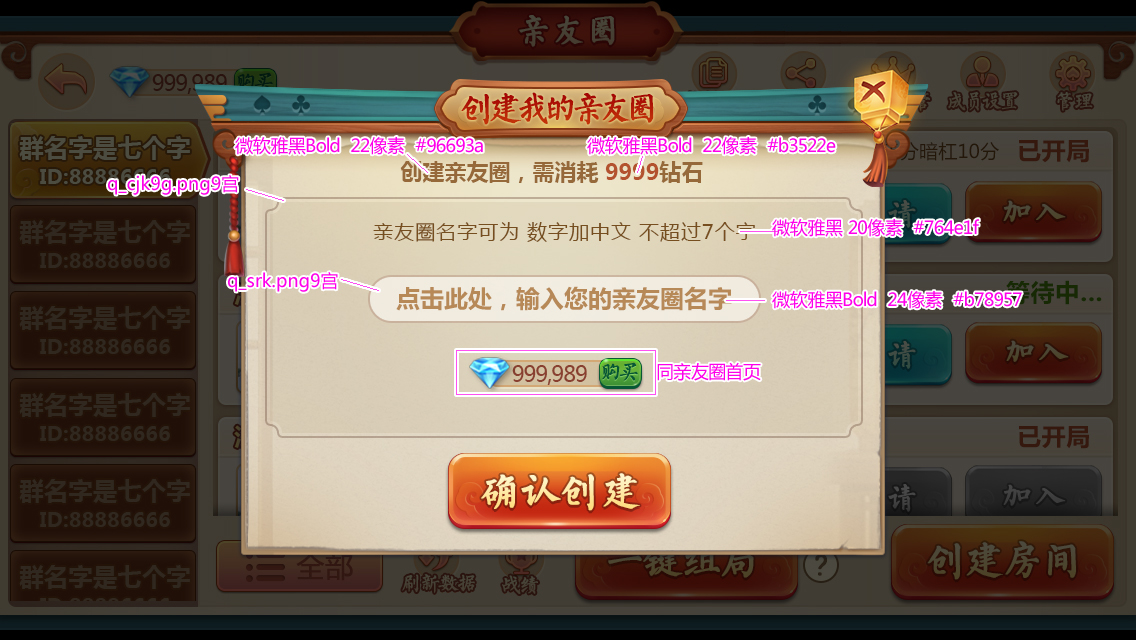 亲友圈
999,989 购买
成员设置 管理
创建我的亲友圈
群名字是七个字
ID:88886666
微软雅黑Bold 22像素 #96693a
微软雅黑Bold 22像素 #b3522e
分暗杠10分 已开局
创建亲友圈，需消耗 9999钻石
q_cjk9g.png9宫
请 加入
群名字是七个字
ID:88886666
亲友圈名字可为 数字加中文 不超过7个字
微软雅黑 20像素 #764e1f
q_srk.png9宫
点击此处，输入您的亲友圈名字
微软雅黑Bold 24像素 #b78957
等待中...
群名字是七个字
ID:88886666
请 加入
999,989 购买
同亲友圈首页
群名字是七个字
ID:88886666
已开局
确认创建
群名字是七个字
ID:88886666
请 加入
全部
刷新数据
战绩
一键组局
?
创建房间
群名字是七个字